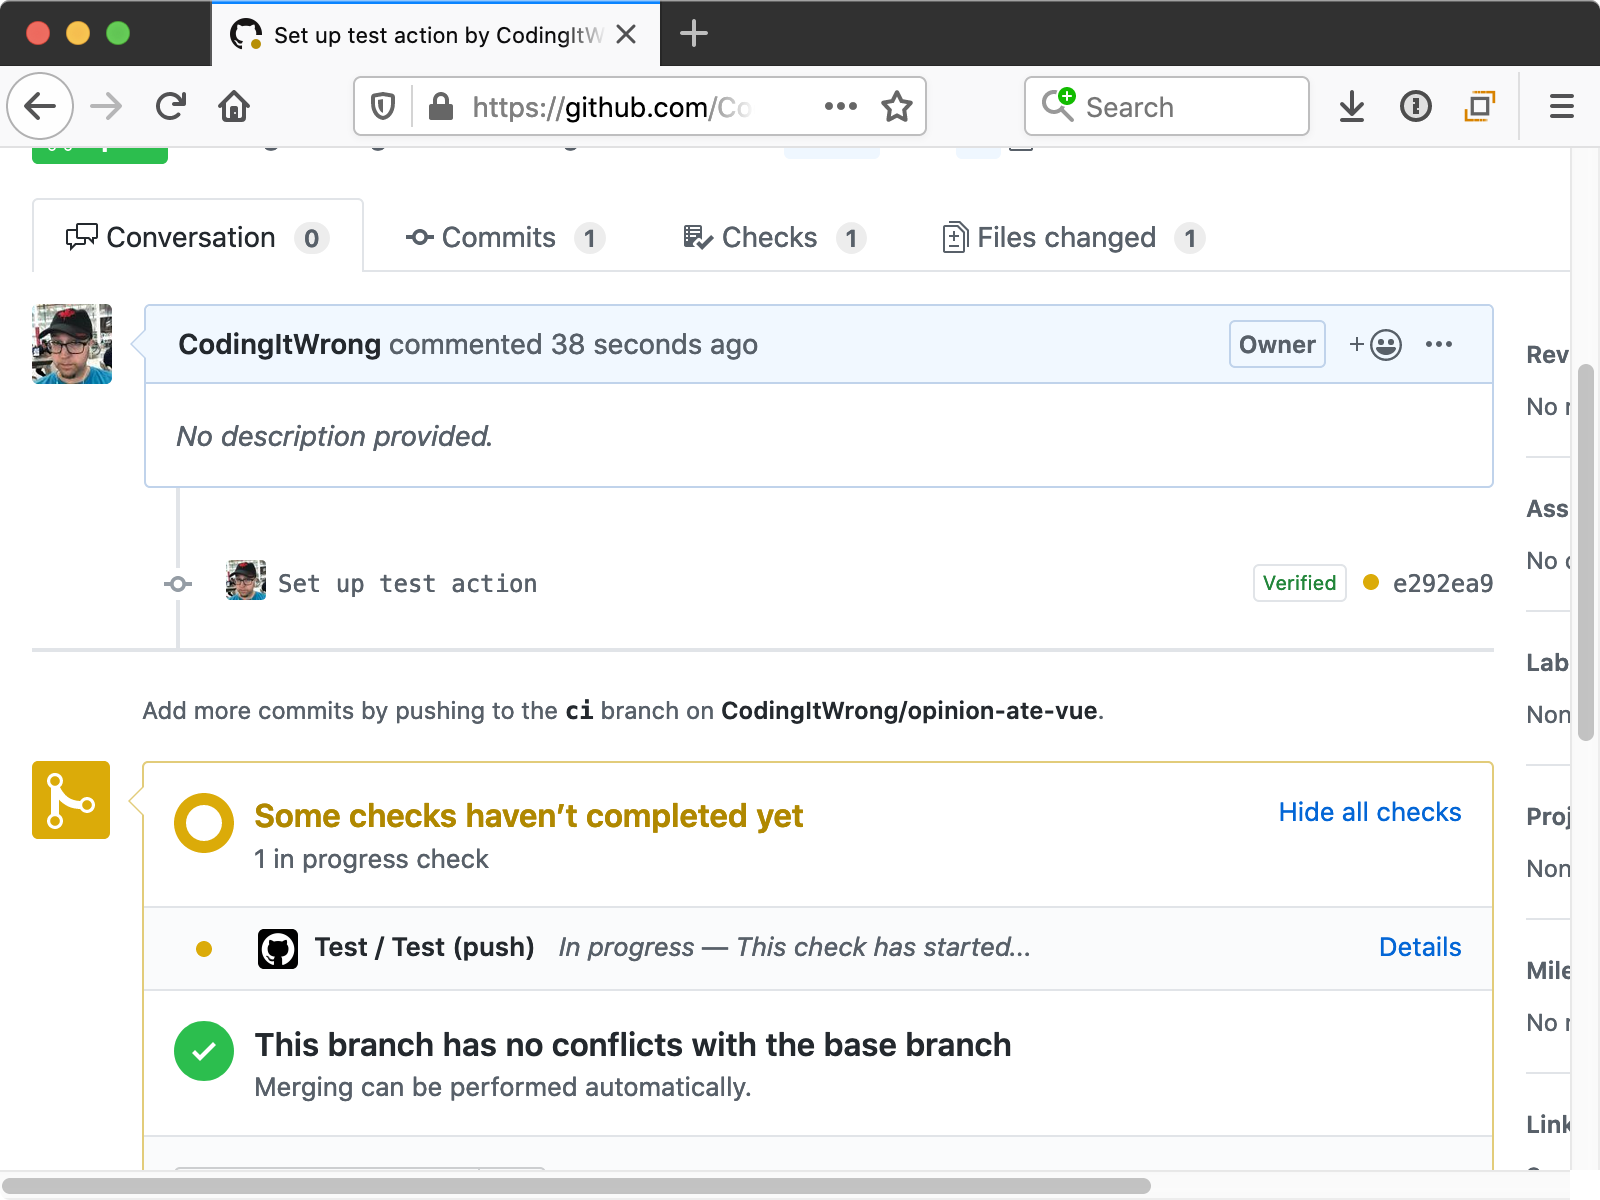 Set up test action by CodingItW
https://github.com/Co
Search
Conversation 0
Commits 1
Checks 1
Files changed 1
CodingItWrong commented 38 seconds ago
Owner
No description provided.
Set up test action
Verified
e292ea9
Add more commits by pushing to the ci branch on CodingItWrong/opinion-ate-vue.
Some checks haven’t completed yet
Hide all checks
1 in progress check
Test / Test (push) In progress — This check has started...
Details
This branch has no conflicts with the base branch
Merging can be performed automatically.
Rev
No
Ass
No
Lab
Non
Proj
Non
Mile
No
Link